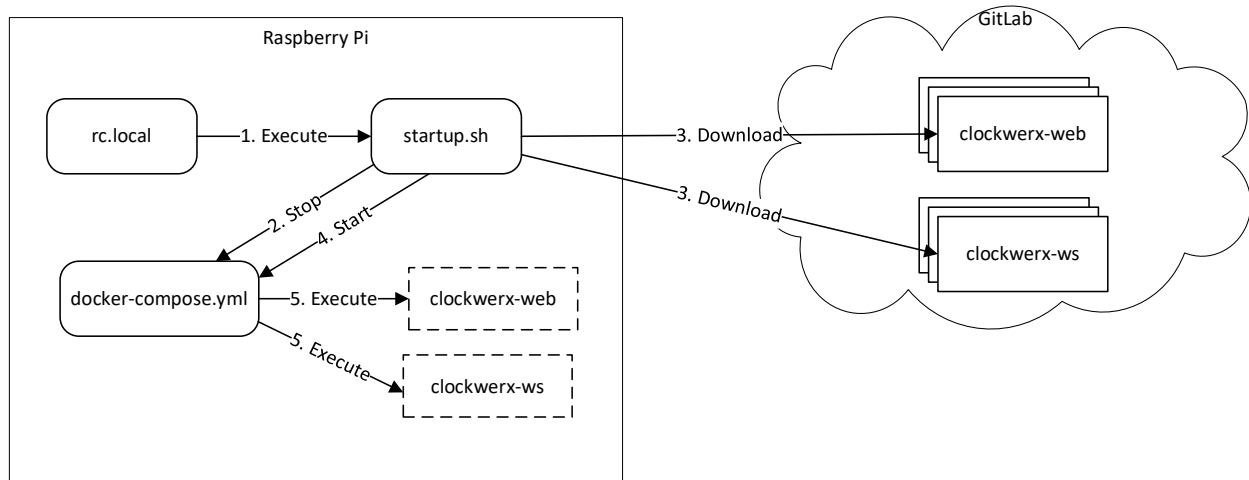 Raspberry Pi
GitLab
rc.local
1. Execute
startup.sh
3. Download
clockwerx-web
2. Stop
4. Start
3. Download
clockwerx-ws
docker-compose.yml
5. Execute
clockwerx-web
5. Execute
clockwerx-ws